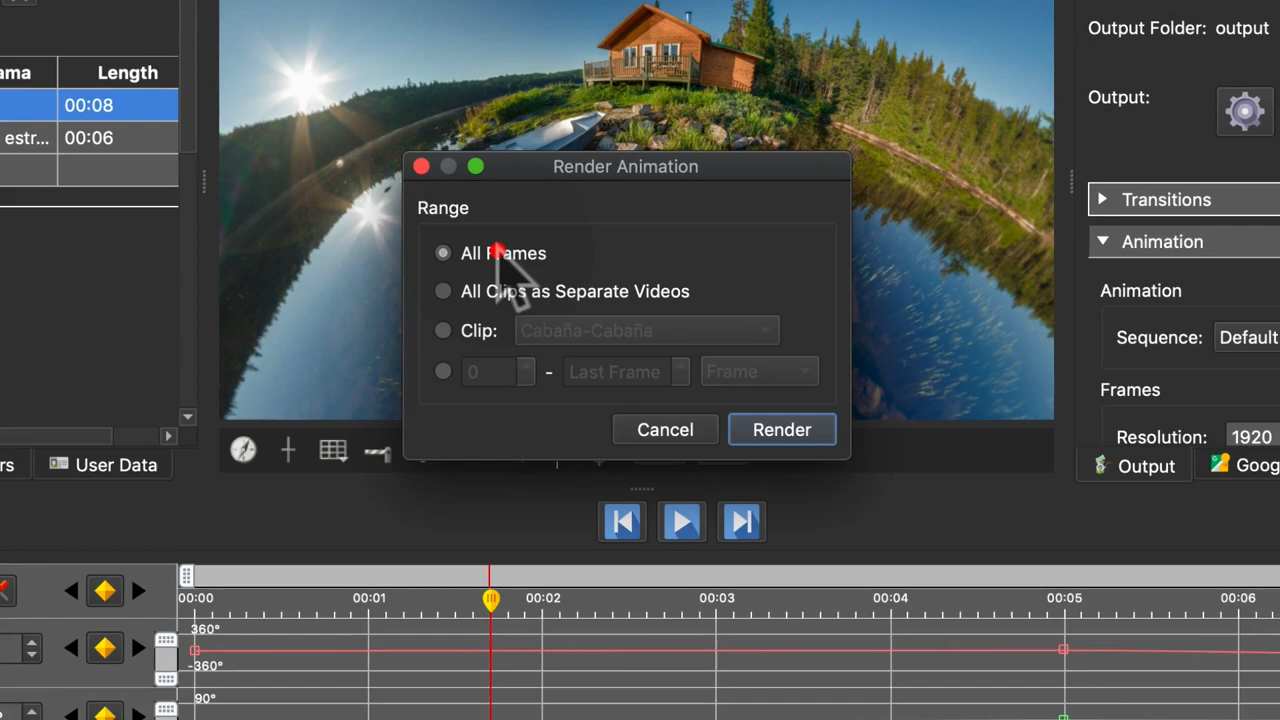 Output Folder: output
ama Length
00:08
Output:
estr... 00:06
Render Animation
Transitions
Range
Animation
All Frames
All Clips as Separate Videos
Animation
Clip: Cabaña-Cabaña
Sequence: Default
0 - Last Frame Frame
Frames
Cancel Render
Resolution: 1920
rs User Data
Output Goog
00:00 00:01 00:02 00:03 00:04 00:05 00:06
360°
-360°
90°